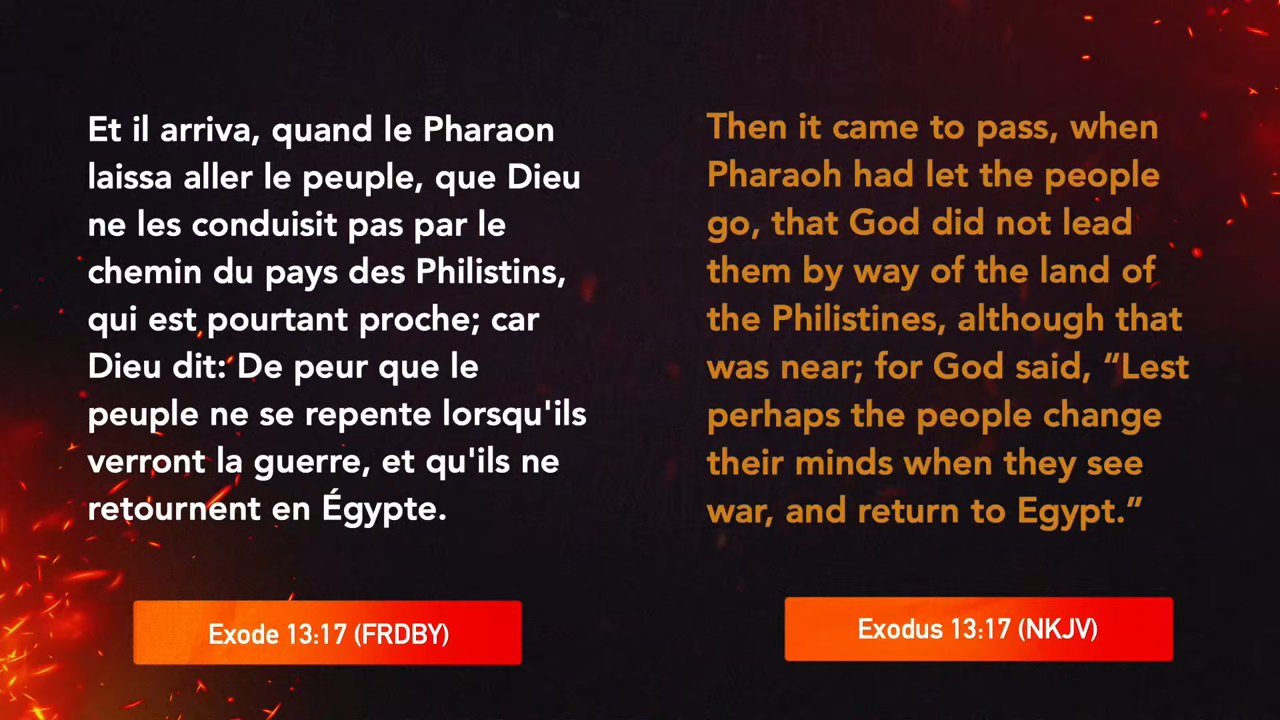 Et il arriva, quand le Pharaon
laissa aller le peuple, que Dieu
ne les conduisit pas par le
chemin du pays des Philistins,
qui est pourtant proche; car
Dieu dit: De peur que le
peuple ne se repente lorsqu'ils
verront la guerre, et qu'ils ne
retournent en Égypte.
Exode 13:17 (FRDBY)
Then it came to pass, when
Pharaoh had let the people
go, that God did not lead
them by way of the land of
the Philistines, although that
was near; for God said, “Lest
perhaps the people change
their minds when they see
war, and return to Egypt.”
Exodus 13:17 (NKJV)